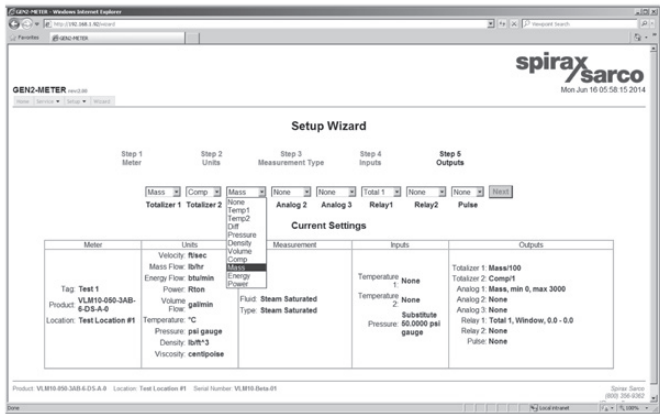 GEN2-METER - Windows Internet Explorer
http://192.168.1.92/wizard
Viewpoint Search
Favorites
GEN2-METER
spirax
sarco
GEN2-METER
Mon Jun 16 05:58:15 2014
Home Service Setup Wizard
Setup Wizard
Step 1 Step 2 Step 3 Step 4 Step 5
Meter Units Measurement Type Inputs Outputs
Mass Comp Mass None None Total 1 None None Next
Totalizer 1 Totalizer 2 Analog 2 Analog 3 Relay1 Relay2 Pulse
None
Temp1
Temp2
Diff
Pressure
Density
Volume
Comp
Mass
Energy
Power
Current Settings
Meter Units Measurement Inputs Outputs
Tag: Test 1
Product: VLM10-050-3AB-
6-DS-A-0
Location: Test Location #1
Velocity: ft/sec
Mass Flow: lb/hr
Energy Flow: btu/min
Power: Rton
Volume
Flow: gal/min
Temperature: °C
Pressure: psi gauge
Density: lb/ft^3
Viscosity: centipoise
Fluid: Steam Saturated
Type: Steam Saturated
Temperature
1: None
Temperature
2: None
Substitute
Pressure: 50.0000 psi
gauge
Totalizer 1: Mass/100
Totalizer 2: Comp/1
Analog 1: Mass, min 0, max 3000
Analog 2: None
Analog 3: None
Relay 1: Total 1, Window, 0.0 - 0.0
Relay 2: None
Pulse: None
Product: VLM10-050-3AB-6-DS-A-0 Location: Test Location #1 Serial Number: VLM10-Beta-01
Spirax Sarco
(800) 356-9362
Done
Local intranet
100%